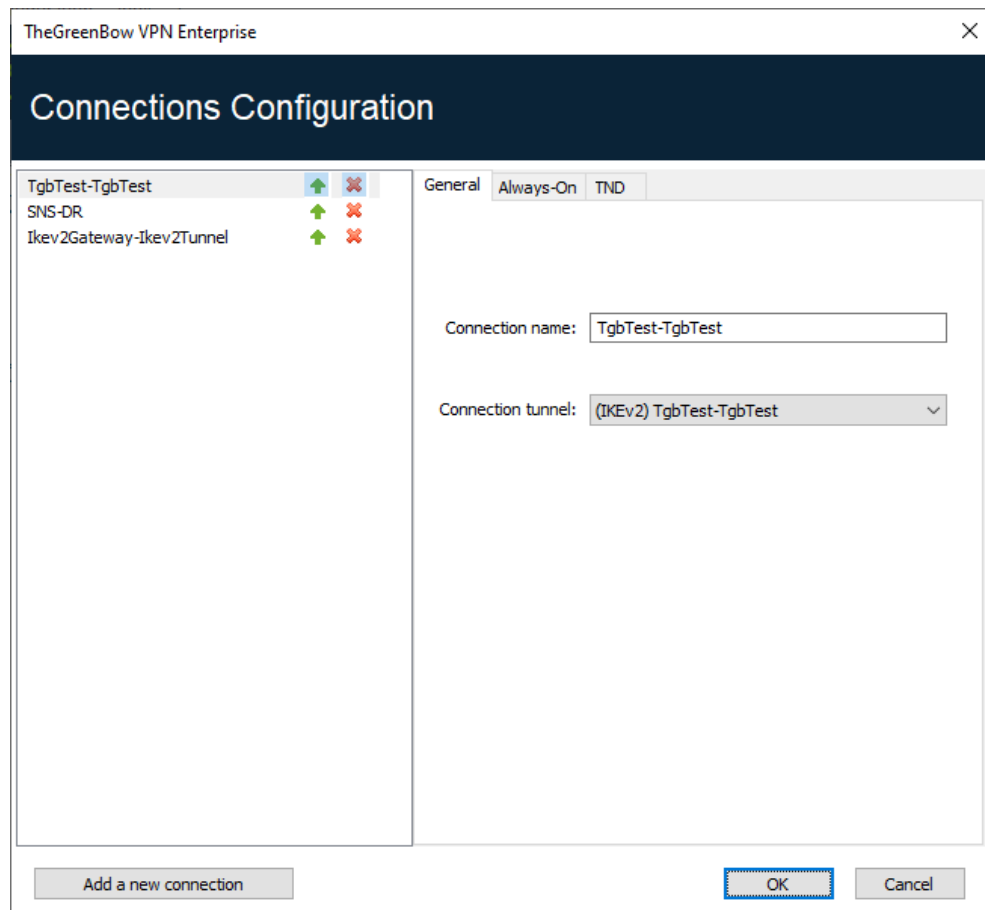 TheGreenBow VPN Enterprise
Connections Configuration
TgbTest-TgbTest
SNS-DR
Ikev2Gateway-Ikev2Tunnel
General Always-On TND
Connection name: TgbTest-TgbTest
Connection tunnel: (IKEv2) TgbTest-TgbTest
Add a new connection
OK Cancel